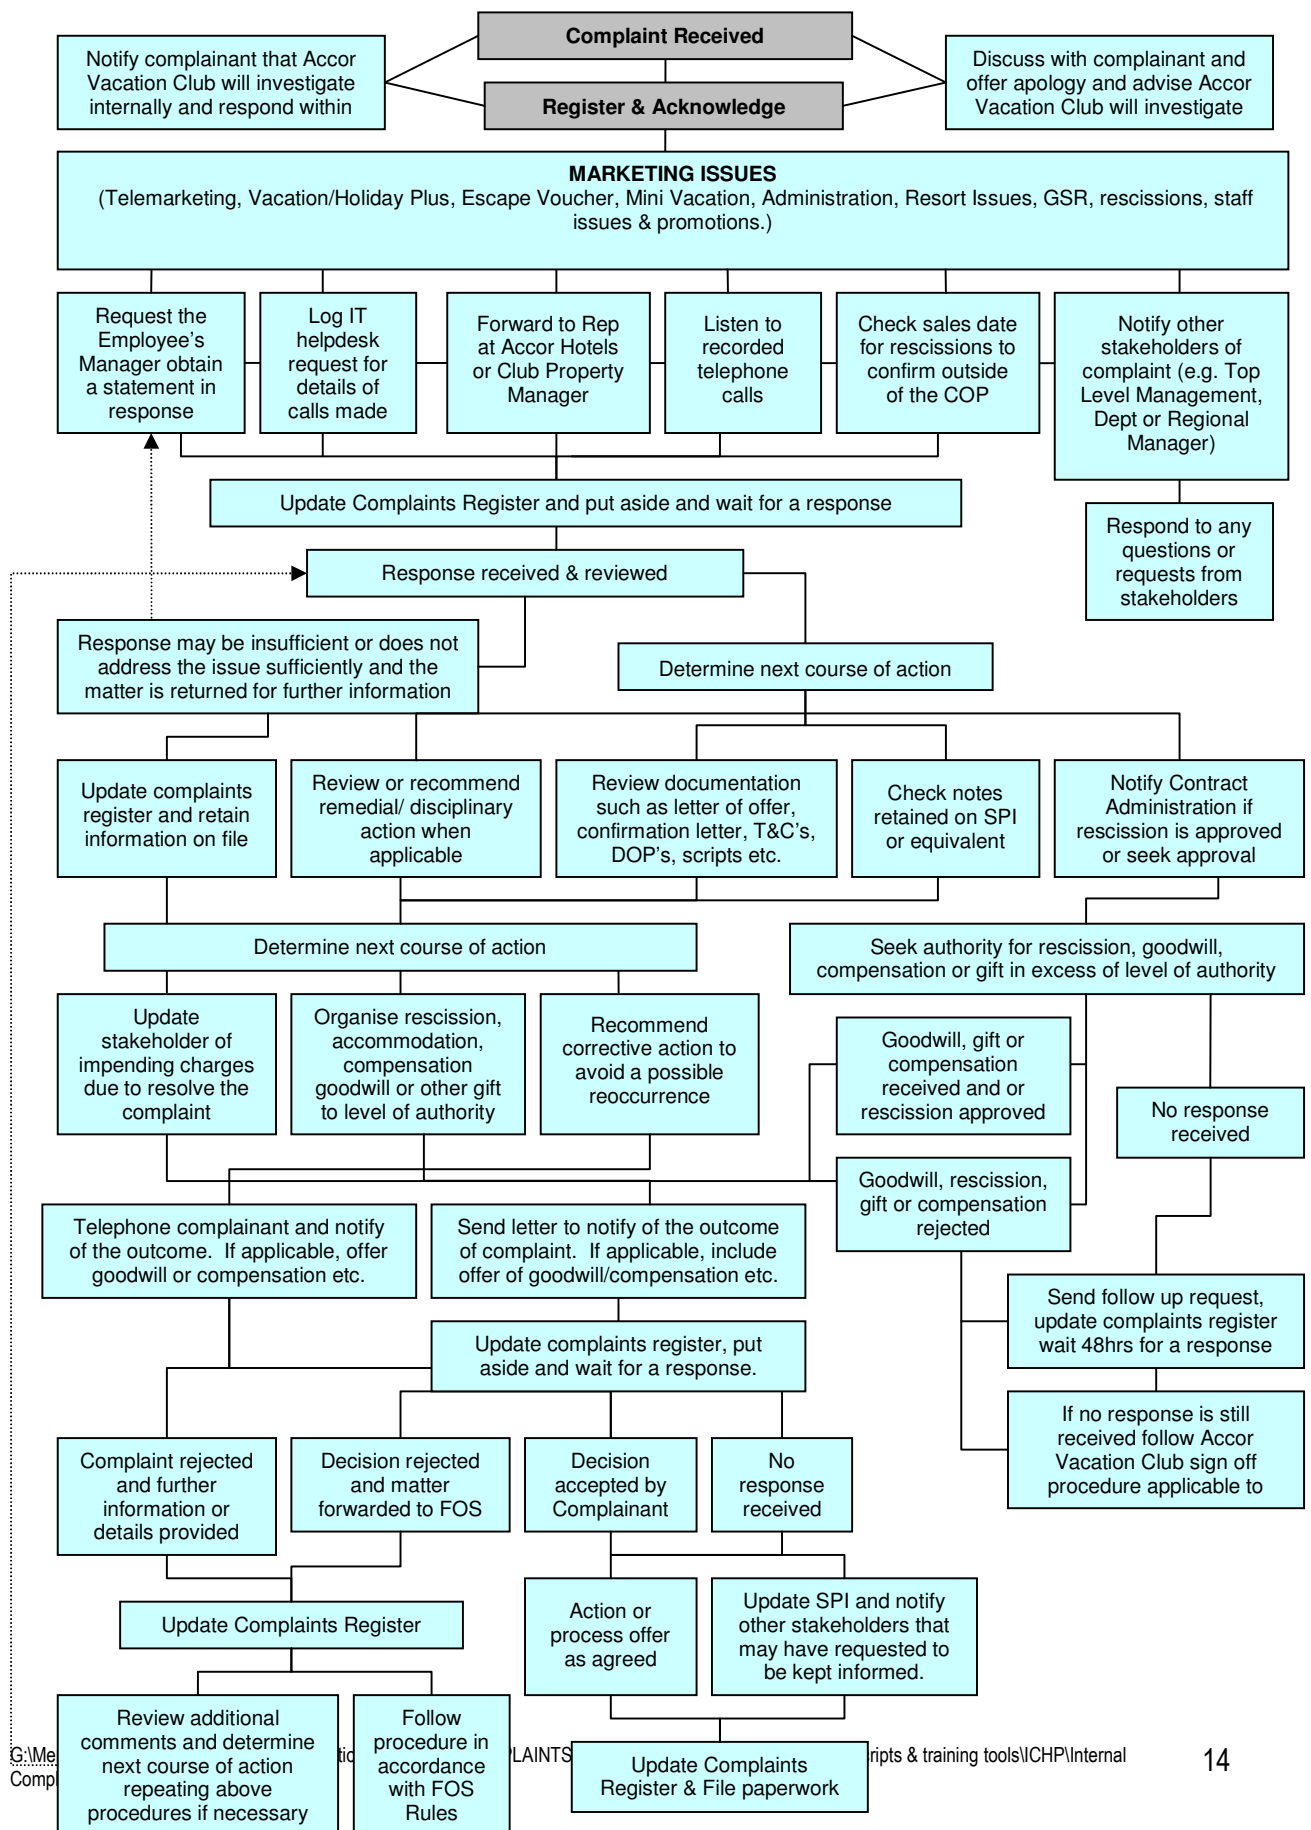 Complaint Received
Notify complainant that Accor
Vacation Club will investigate
internally and respond within
Discuss with complainant and
offer apology and advise Accor
Vacation Club will investigate
Register & Acknowledge
MARKETING ISSUES
(Telemarketing, Vacation/Holiday Plus, Escape Voucher, Mini Vacation, Administration, Resort Issues, GSR, rescissions, staff
issues & promotions.)
Request the
Employee's
Manager obtain
a statement in
response
Log IT
helpdesk
request for
details of
calls made
Forward to Rep
at Accor Hotels
or Club Property
Manager
Listen to
recorded
telephone
calls
Check sales date
for rescissions to
confirm outside
of the COP
Notify other
stakeholders of
complaint (e.g. Top
Level Management,
Dept or Regional
Manager)
Update Complaints Register and put aside and wait for a response
Respond to any
questions or
requests from
stakeholders
Response received & reviewed
Response may be insufficient or does not
address the issue sufficiently and the
matter is returned for further information
Determine next course of action
Update complaints
register and retain
information on file
Review or recommend
remedial/ disciplinary
action when
applicable
Review documentation
such as letter of offer,
confirmation letter, T&C's,
DOP's, scripts etc.
Check notes
retained on SPI
or equivalent
Notify Contract
Administration if
rescission is approved
or seek approval
Determine next course of action
Seek authority for rescission, goodwill,
compensation or gift in excess of level of authority
Update
stakeholder of
impending charges
due to resolve the
complaint
Organise rescission,
accommodation,
compensation
goodwill or other gift
to level of authority
Recommend
corrective action to
avoid a possible
reoccurrence
Goodwill, gift or
compensation
received and or
rescission approved
No response
received
Goodwill, rescission,
gift or compensation
rejected
Telephone complainant and notify
of the outcome.  If applicable, offer
goodwill or compensation etc.
Send letter to notify of the outcome
of complaint.  If applicable, include
offer of goodwill/compensation etc.
Send follow up request,
update complaints register
wait 48hrs for a response
Update complaints register, put
aside and wait for a response.
If no response is still
received follow Accor
Vacation Club sign off
procedure applicable to
Complaint rejected
and further
information or
details provided
Decision rejected
and matter
forwarded to FOS
Decision
accepted by
Complainant
No
response
received
Update Complaints Register
Action or
process offer
as agreed
Update SPI and notify
other stakeholders that
may have requested to
be kept informed.
Review additional
comments and determine
next course of action
repeating above
procedures if necessary
Follow
procedure in
accordance
with FOS
Rules
Update Complaints
Register & File paperwork
G:\Me PLAINTS ripts & training tools\ICHP\Internal
Compl
14